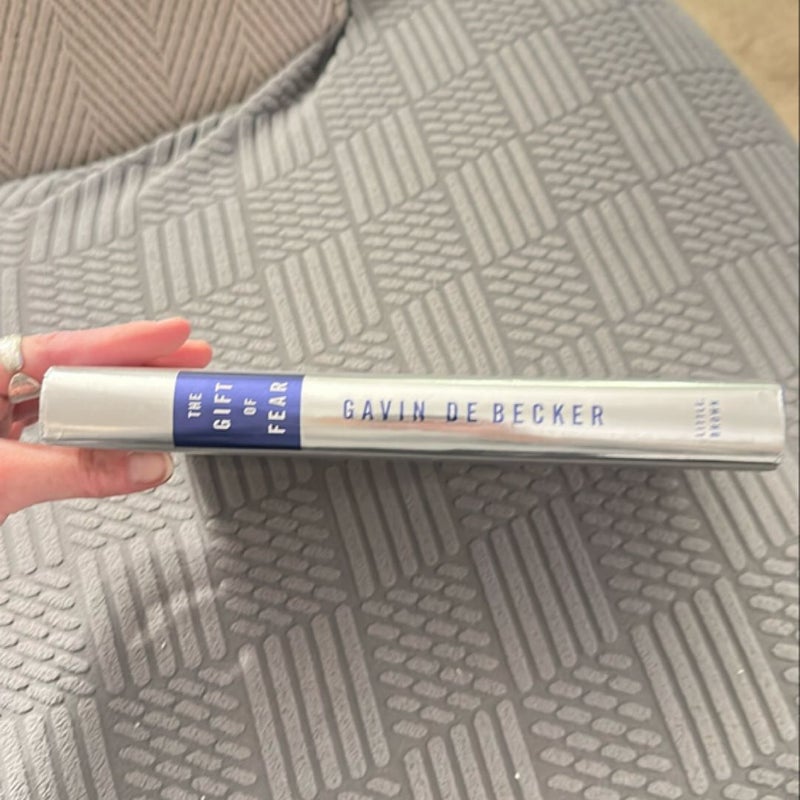 THE
GIFT
OF
FEAR
GAVIN DE BECKER
LITTLE,
BROWN